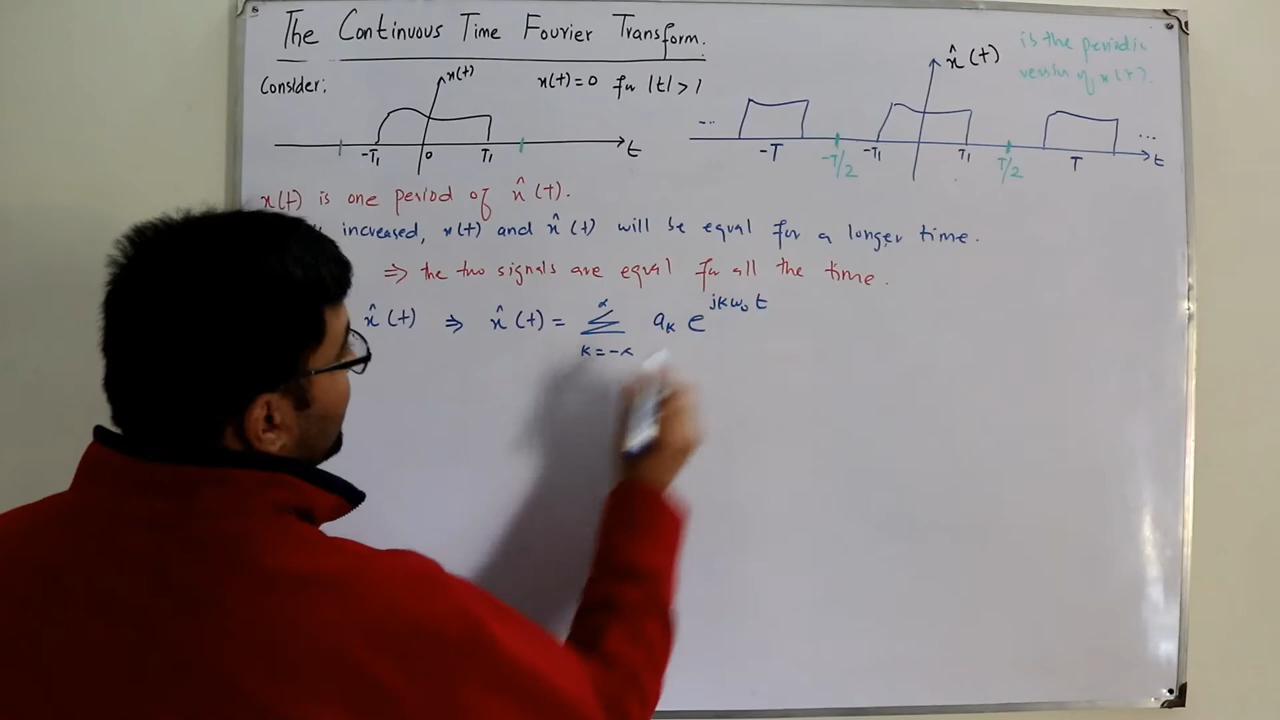 The Continuous Time Fourier Transform.
Consider:
x(t)
x(t)=0 for |t|>1
-T₁ 0 T₁ t
x̂(t)
is the periodic
version of x(t).
... -T -T/2 -T₁ T₁ T/2 T ... t
x(t) is one period of x̂(t).
increased, x(t) and x̂(t) will be equal for a longer time.
⇒ the two signals are equal for all the time.
x̂(t) ⇒ x̂(t) = ∑_{k=-∞}^{∞} aₖ e^{jkω₀t}